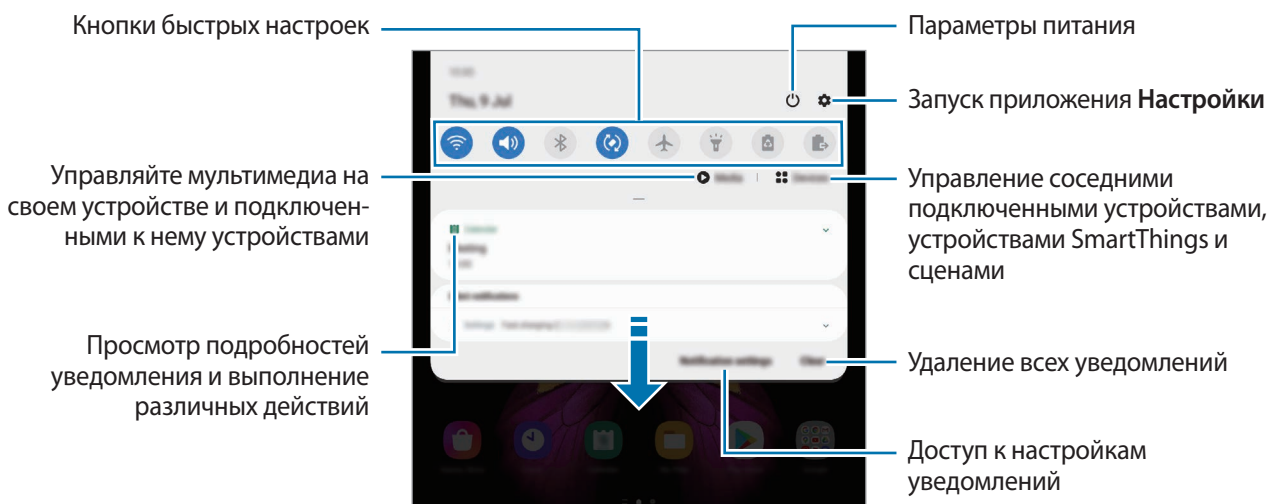 Кнопки быстрых настроек
Параметры питания
Thu, 9 Jul
Запуск приложения Настройки
Управляйте мультимедиа на
своем устройстве и подключен-
ными к нему устройствами
Media
Devices
Управление соседними
подключенными устройствами,
устройствами SmartThings и
сценами
Calendar
Meeting
Просмотр подробностей
уведомления и выполнение
различных действий
Notification settings
Clear
Удаление всех уведомлений
Доступ к настройкам
уведомлений